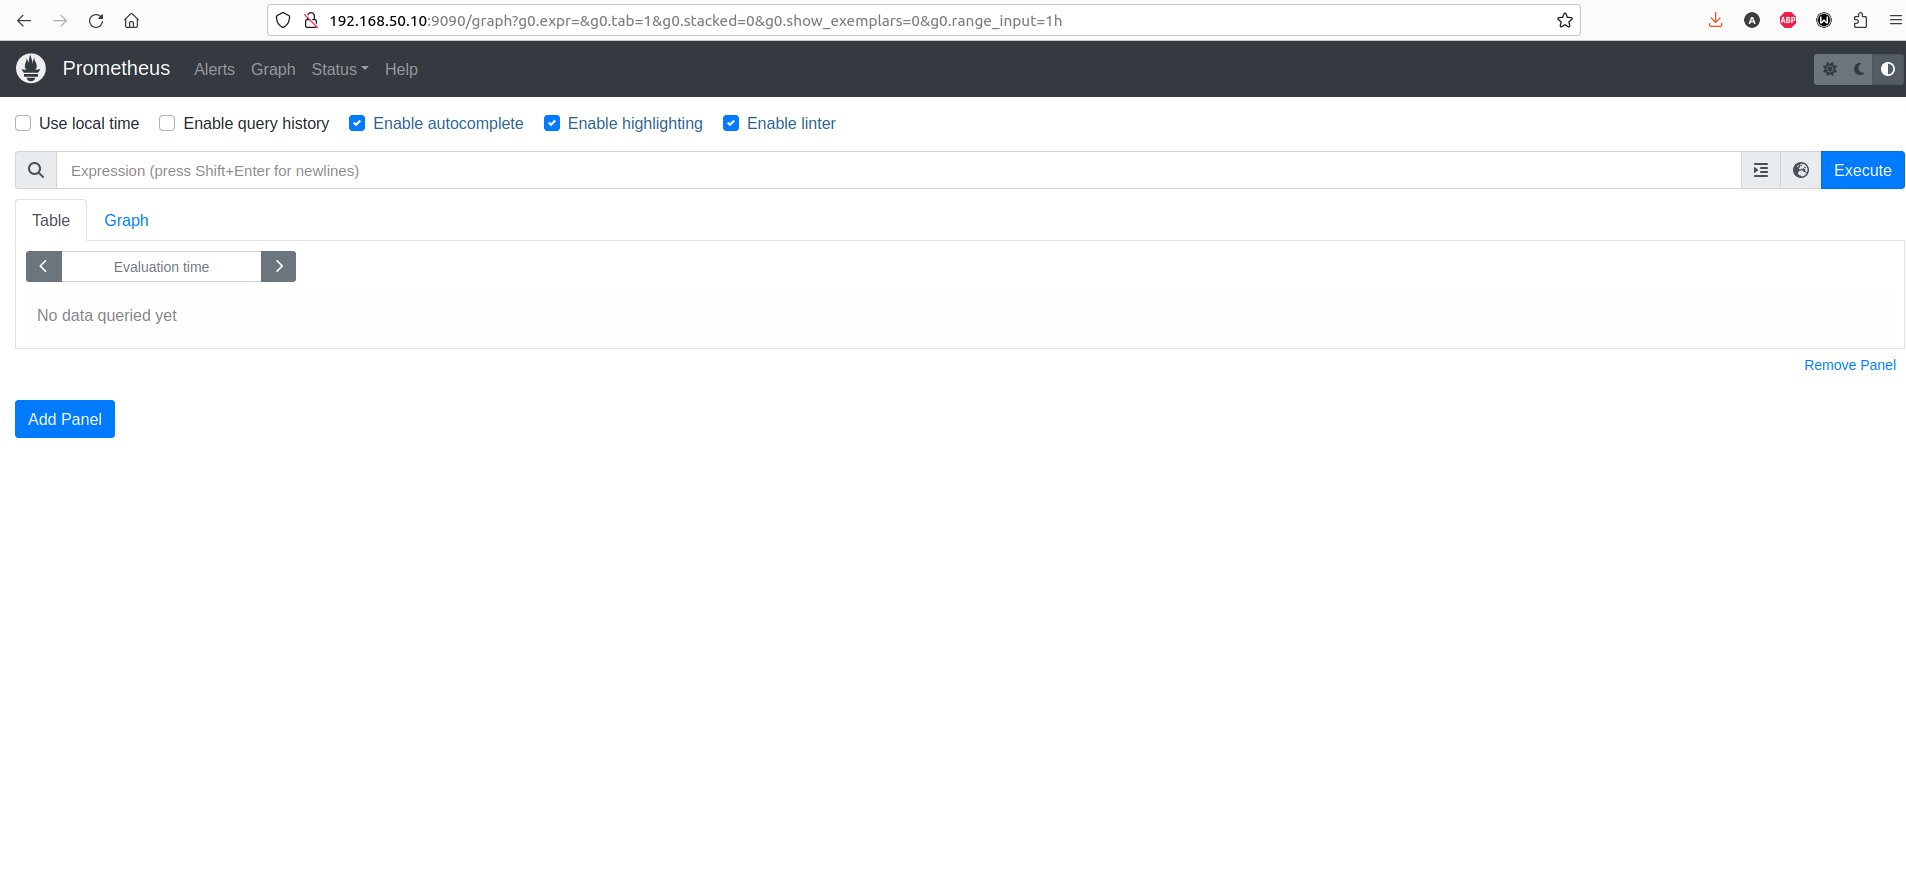 192.168.50.10:9090/graph?g0.expr=&g0.tab=1&g0.stacked=0&g0.show_exemplars=0&g0.range_input=1h
A ABP W
Prometheus Alerts Graph Status Help
Use local time Enable query history Enable autocomplete Enable highlighting Enable linter
Expression (press Shift+Enter for newlines) Execute
Table Graph
Evaluation time
No data queried yet
Remove Panel
Add Panel